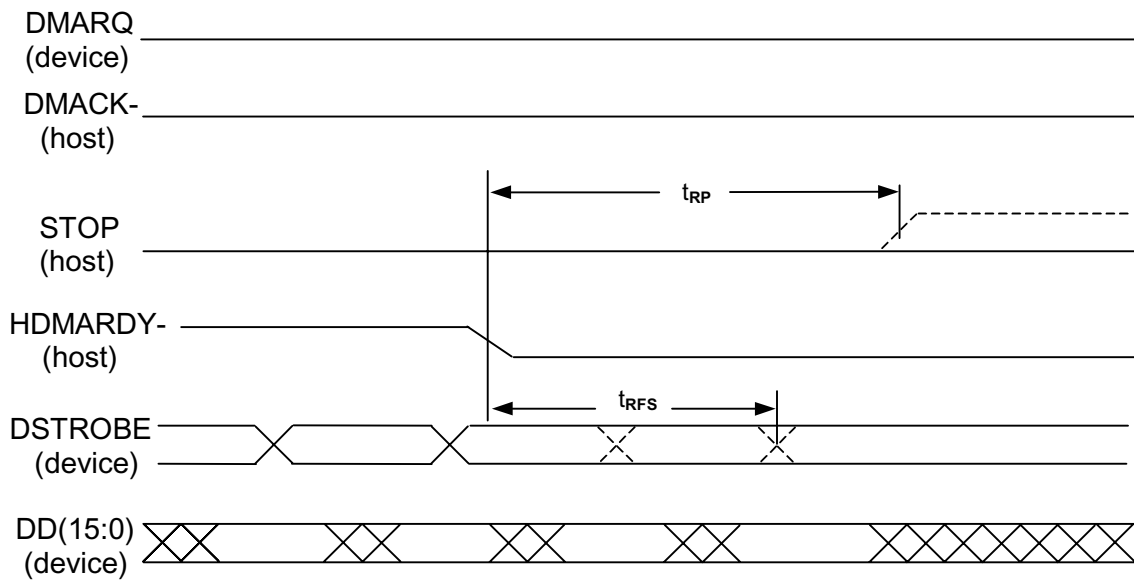 DMARQ
(device)
DMACK-
(host)
tRP
STOP
(host)
HDMARDY-
(host)
tRFS
DSTROBE
(device)
DD(15:0)
(device)